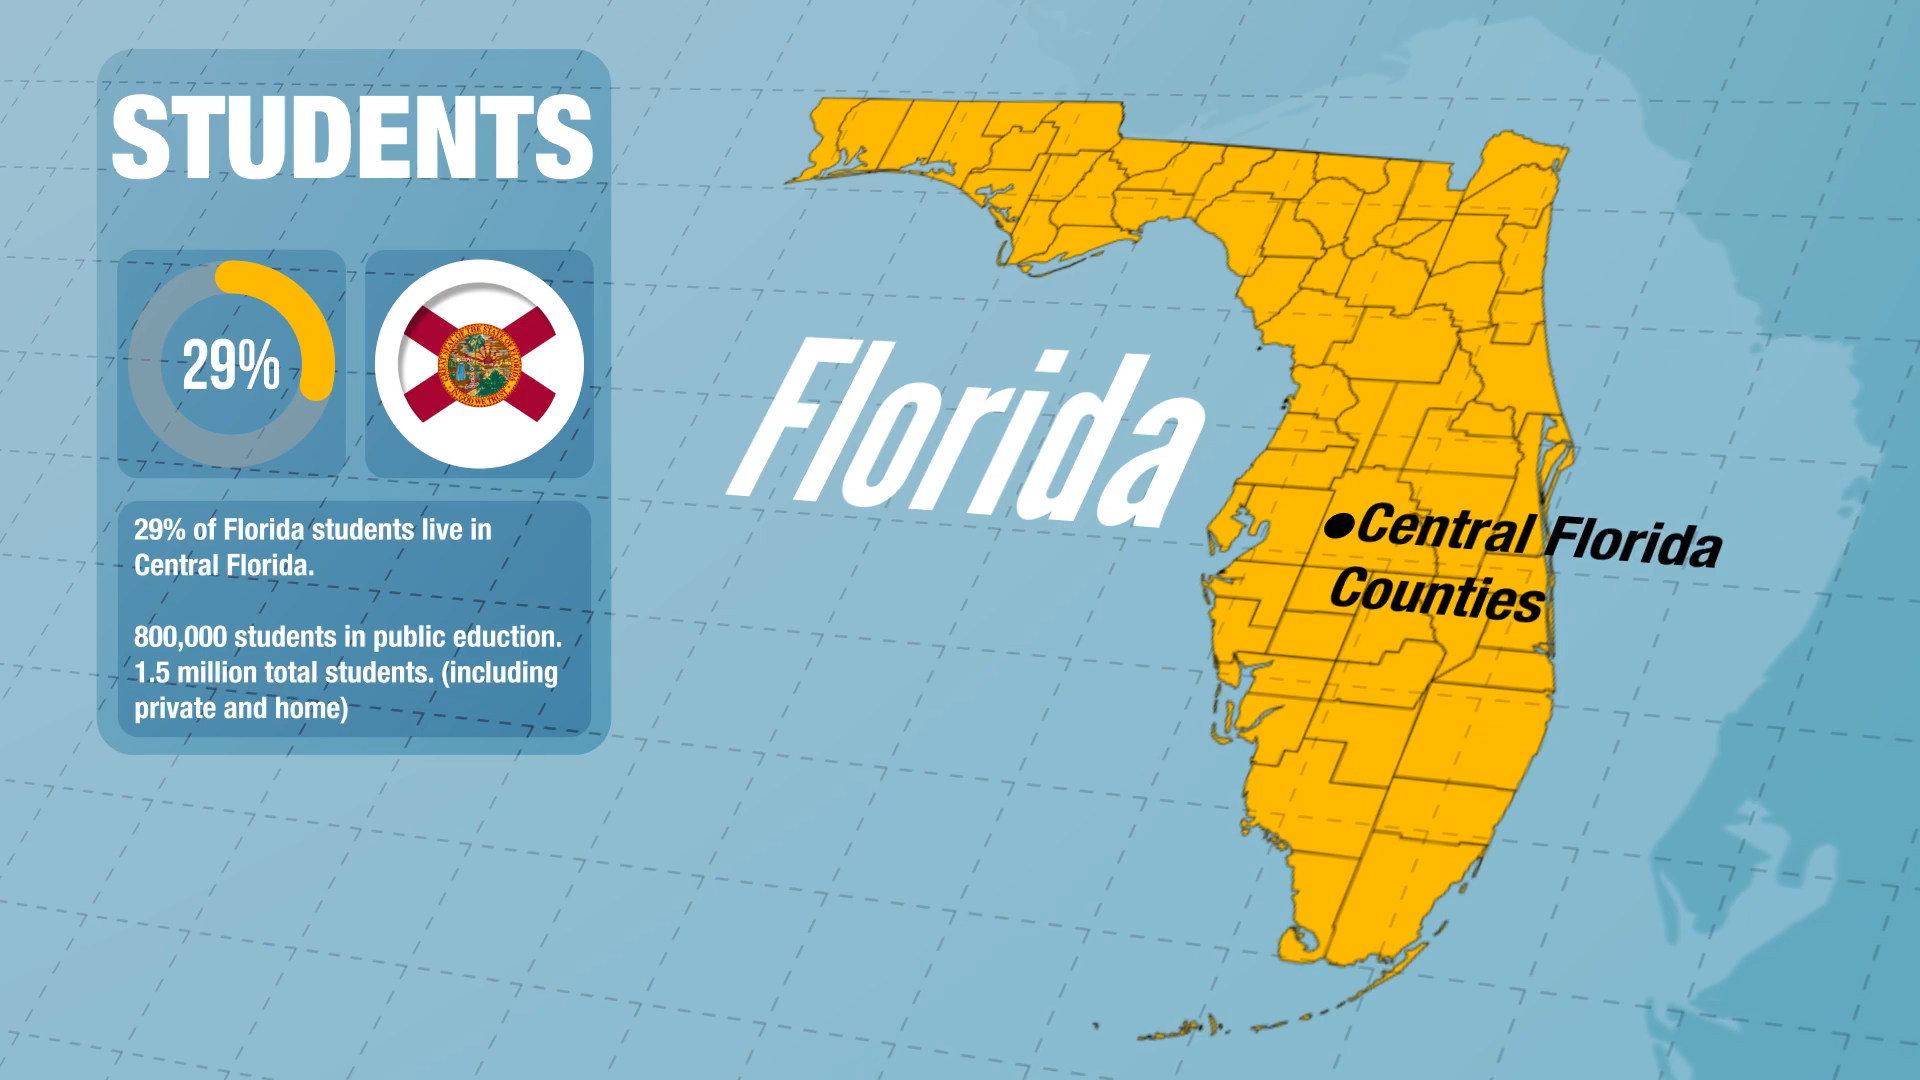 STUDENTS
29%
29% of Florida students live in
Central Florida.
800,000 students in public eduction.
1.5 million total students. (including
private and home)
Florida
Central Florida
Counties